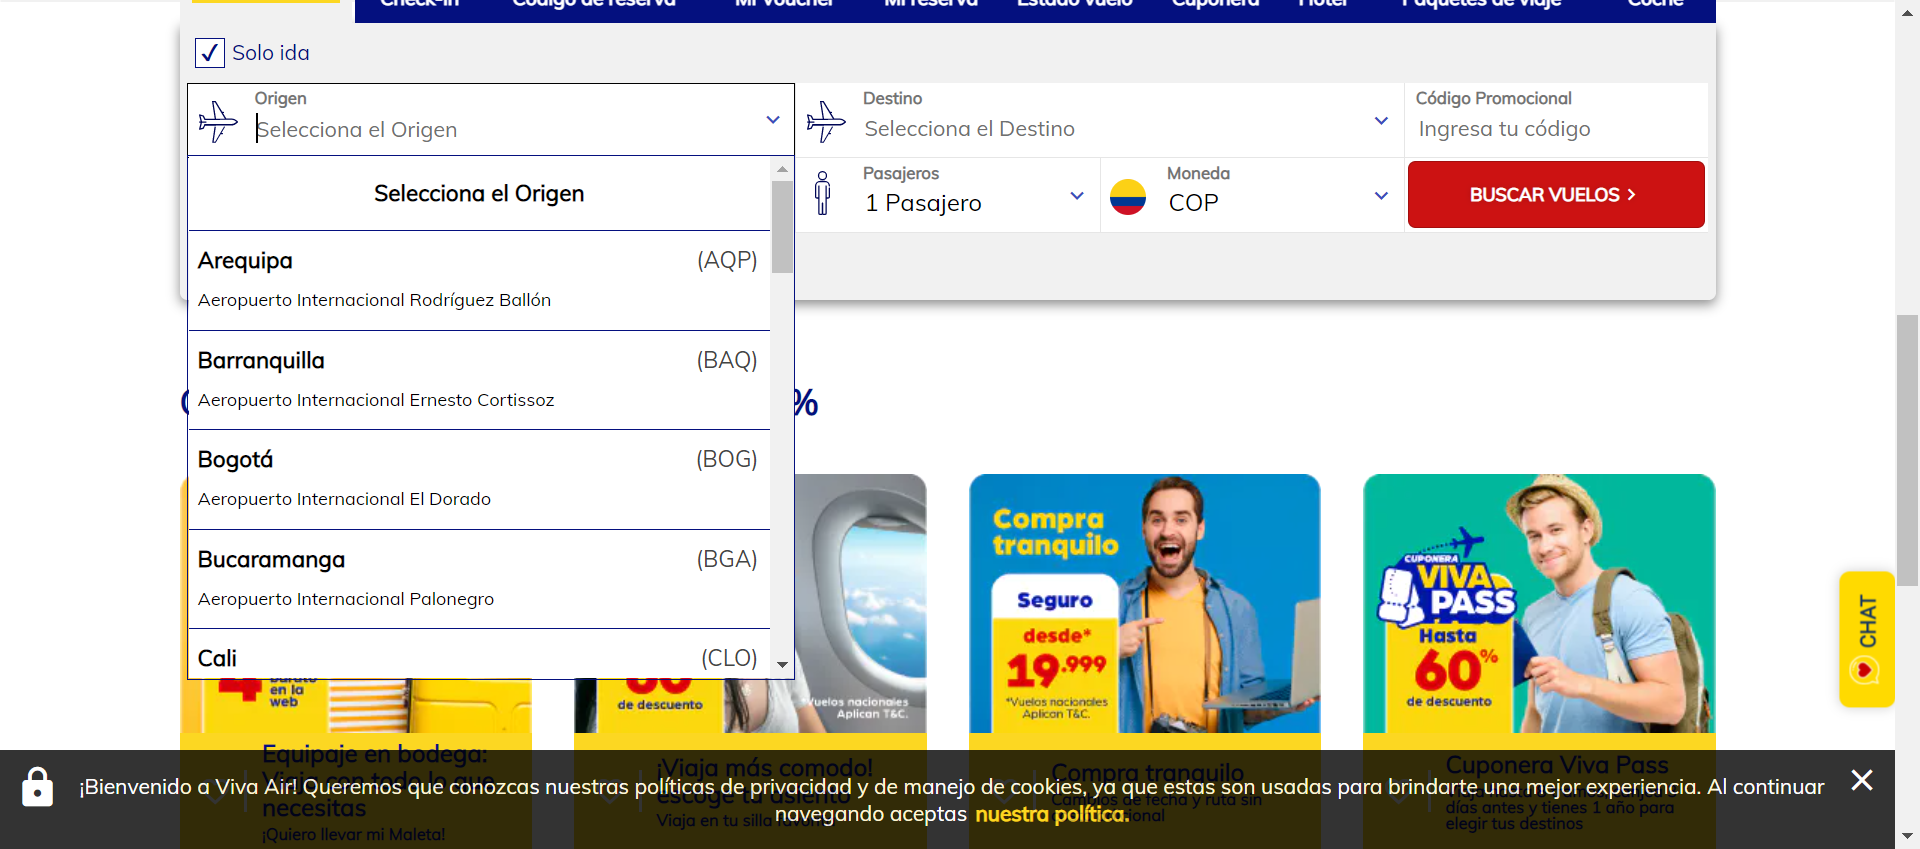 Check-in Código de reserva Mi voucher Mi reserva Estado vuelo Cuponera Hotel Paquetes de viaje Coche
Solo ida
Origen
Selecciona el Origen
Destino
Selecciona el Destino
Código Promocional
Ingresa tu código
Selecciona el Origen
Pasajeros
1 Pasajero
Moneda
COP
BUSCAR VUELOS
Arequipa (AQP)
Aeropuerto Internacional Rodríguez Ballón
Barranquilla (BAQ)
Aeropuerto Internacional Ernesto Cortissoz
%
Bogotá (BOG)
Aeropuerto Internacional El Dorado
Bucaramanga (BGA)
Aeropuerto Internacional Palonegro
Cali (CLO)
en la
web
de descuento
*Vuelos nacionales
Aplican T&C.
Compra
tranquilo
Seguro
desde*
19.999
*Vuelos nacionales
Aplican T&C.
CUPONERA
VIVA
PASS
Hasta
60%
de descuento
CHAT
Equipaje en bodega:
Viaja con todo lo que
necesitas
¡Quiero llevar mi Maleta!
¡Viaja más comodo!
escoge tu asiento
Viaja en tu silla favorita
Compra tranquilo
Cambios de fecha y ruta sin
Cuponera Viva Pass
días antes y tienes 1 año para
elegir tus destinos
¡Bienvenido a Viva Air! Queremos que conozcas nuestras políticas de privacidad y de manejo de cookies, ya que estas son usadas para brindarte una mejor experiencia. Al continuar
navegando aceptas nuestra política.